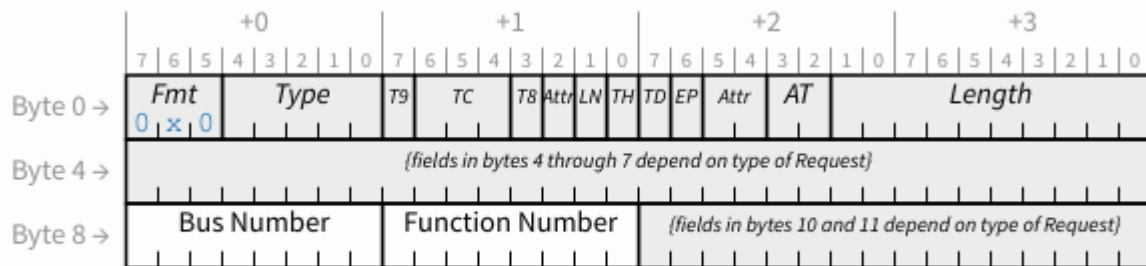 +0 +1 +2 +3
7 6 5 4 3 2 1 0 7 6 5 4 3 2 1 0 7 6 5 4 3 2 1 0 7 6 5 4 3 2 1 0
Byte 0 → Fmt Type T9 TC T8 Attr LN TH TD EP Attr AT Length
0 x 0
Byte 4 → {fields in bytes 4 through 7 depend on type of Request}
Byte 8 → Bus Number Function Number {fields in bytes 10 and 11 depend on type of Request}